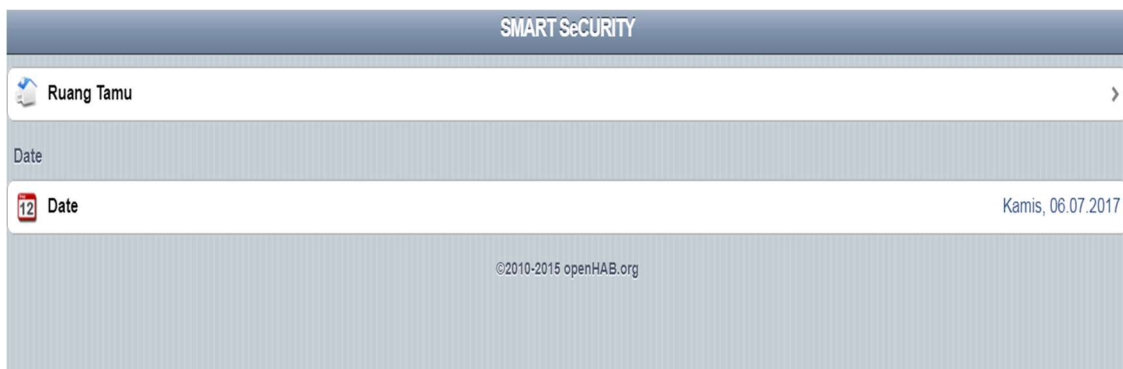 SMART SeCURITY
Ruang Tamu
Date
12
Date
Kamis, 06.07.2017
©2010-2015 openHAB.org